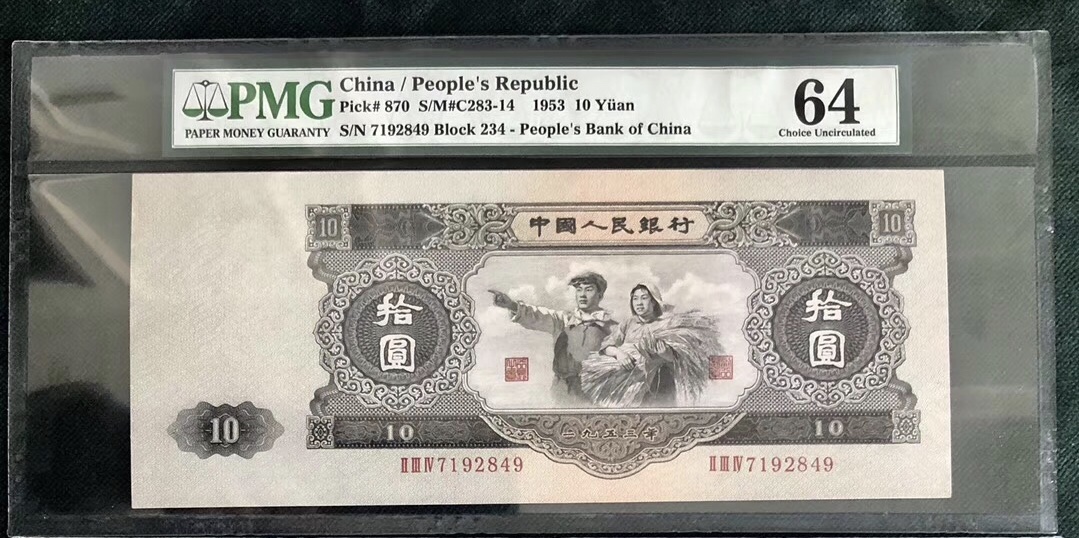 PMG
PAPER MONEY GUARANTY
China / People's Republic
Pick# 870 S/M#C283-14 1953 10 Yüan
S/N 7192849 Block 234 - People's Bank of China
64
Choice Uncirculated
10 中國人民銀行 10
拾圓 拾圓
10
10 一九五三年 10
ⅡⅢⅣ7192849 ⅡⅢⅣ7192849